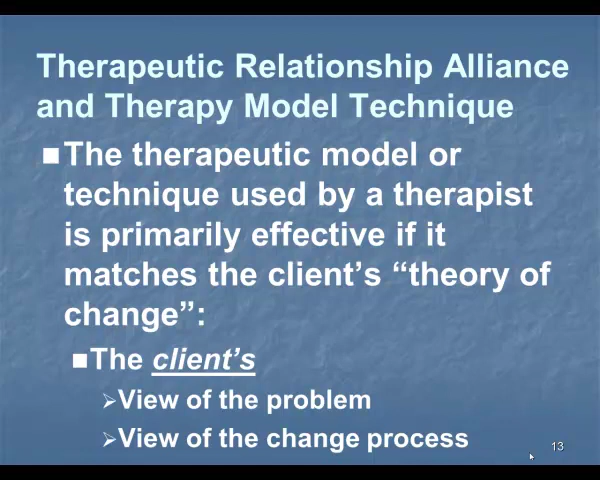 Therapeutic Relationship Alliance
and Therapy Model Technique
The therapeutic model or
technique used by a therapist
is primarily effective if it
matches the client’s “theory of
change”:
The client’s
View of the problem
View of the change process
13